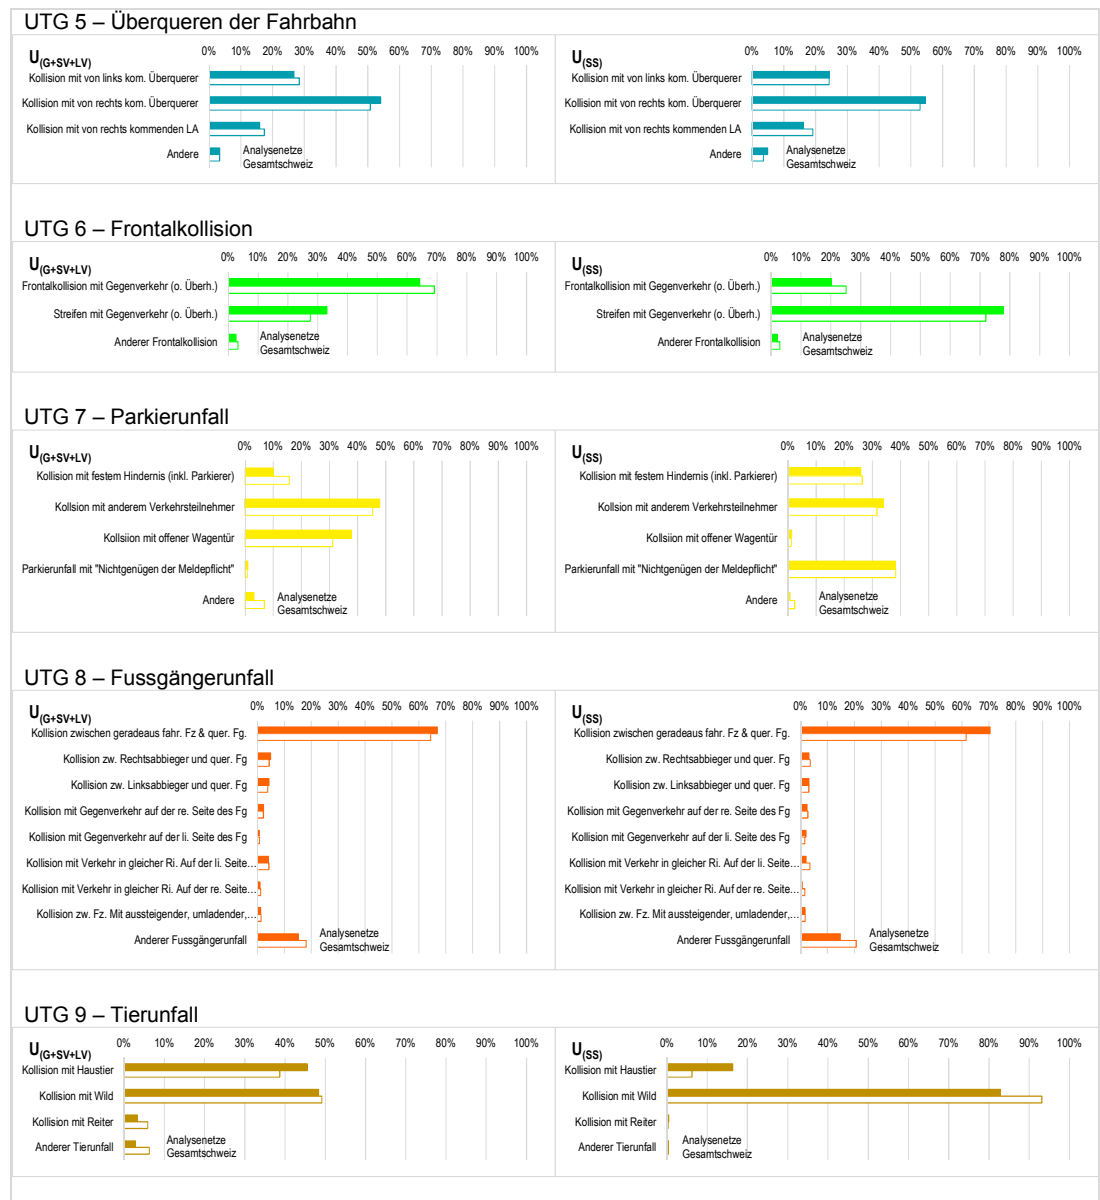 UTG 5 – Überqueren der Fahrbahn
U(G+SV+LV)
0% 10% 20% 30% 40% 50% 60% 70% 80% 90% 100%
Kollision mit von links kom. Überquerer
Kollision mit von rechts kom. Überquerer
Kollision mit von rechts kommenden LA
Andere
Analysenetze
Gesamtschweiz
U(SS)
0% 10% 20% 30% 40% 50% 60% 70% 80% 90% 100%
Kollision mit von links kom. Überquerer
Kollision mit von rechts kom. Überquerer
Kollision mit von rechts kommenden LA
Andere
Analysenetze
Gesamtschweiz
UTG 6 – Frontalkollision
U(G+SV+LV)
0% 10% 20% 30% 40% 50% 60% 70% 80% 90% 100%
Frontalkollision mit Gegenverkehr (o. Überh.)
Streifen mit Gegenverkehr (o. Überh.)
Anderer Frontalkollision
Analysenetze
Gesamtschweiz
U(SS)
0% 10% 20% 30% 40% 50% 60% 70% 80% 90% 100%
Frontalkollision mit Gegenverkehr (o. Überh.)
Streifen mit Gegenverkehr (o. Überh.)
Anderer Frontalkollision
Analysenetze
Gesamtschweiz
UTG 7 – Parkierunfall
U(G+SV+LV)
0% 10% 20% 30% 40% 50% 60% 70% 80% 90% 100%
Kollision mit festem Hindernis (inkl. Parkierer)
Kollsion mit anderem Verkehrsteilnehmer
Kollsiion mit offener Wagentür
Parkierunfall mit "Nichtgenügen der Meldepflicht"
Andere
Analysenetze
Gesamtschweiz
U(SS)
0% 10% 20% 30% 40% 50% 60% 70% 80% 90% 100%
Kollision mit festem Hindernis (inkl. Parkierer)
Kollsion mit anderem Verkehrsteilnehmer
Kollsiion mit offener Wagentür
Parkierunfall mit "Nichtgenügen der Meldepflicht"
Andere
Analysenetze
Gesamtschweiz
UTG 8 – Fussgängerunfall
U(G+SV+LV)
0% 10% 20% 30% 40% 50% 60% 70% 80% 90% 100%
Kollision zwischen geradeaus fahr. Fz & quer. Fg.
Kollision zw. Rechtsabbieger und quer. Fg
Kollision zw. Linksabbieger und quer. Fg
Kollision mit Gegenverkehr auf der re. Seite des Fg
Kollision mit Gegenverkehr auf der li. Seite des Fg
Kollision mit Verkehr in gleicher Ri. Auf der li. Seite…
Kollision mit Verkehr in gleicher Ri. Auf der re. Seite…
Kollision zw. Fz. Mit aussteigender, umladender,…
Anderer Fussgängerunfall
Analysenetze
Gesamtschweiz
U(SS)
0% 10% 20% 30% 40% 50% 60% 70% 80% 90% 100%
Kollision zwischen geradeaus fahr. Fz & quer. Fg.
Kollision zw. Rechtsabbieger und quer. Fg
Kollision zw. Linksabbieger und quer. Fg
Kollision mit Gegenverkehr auf der re. Seite des Fg
Kollision mit Gegenverkehr auf der li. Seite des Fg
Kollision mit Verkehr in gleicher Ri. Auf der li. Seite…
Kollision mit Verkehr in gleicher Ri. Auf der re. Seite…
Kollision zw. Fz. Mit aussteigender, umladender,…
Anderer Fussgängerunfall
Analysenetze
Gesamtschweiz
UTG 9 – Tierunfall
U(G+SV+LV)
0% 10% 20% 30% 40% 50% 60% 70% 80% 90% 100%
Kollision mit Haustier
Kollision mit Wild
Kollision mit Reiter
Anderer Tierunfall
Analysenetze
Gesamtschweiz
U(SS)
0% 10% 20% 30% 40% 50% 60% 70% 80% 90% 100%
Kollision mit Haustier
Kollision mit Wild
Kollision mit Reiter
Anderer Tierunfall
Analysenetze
Gesamtschweiz